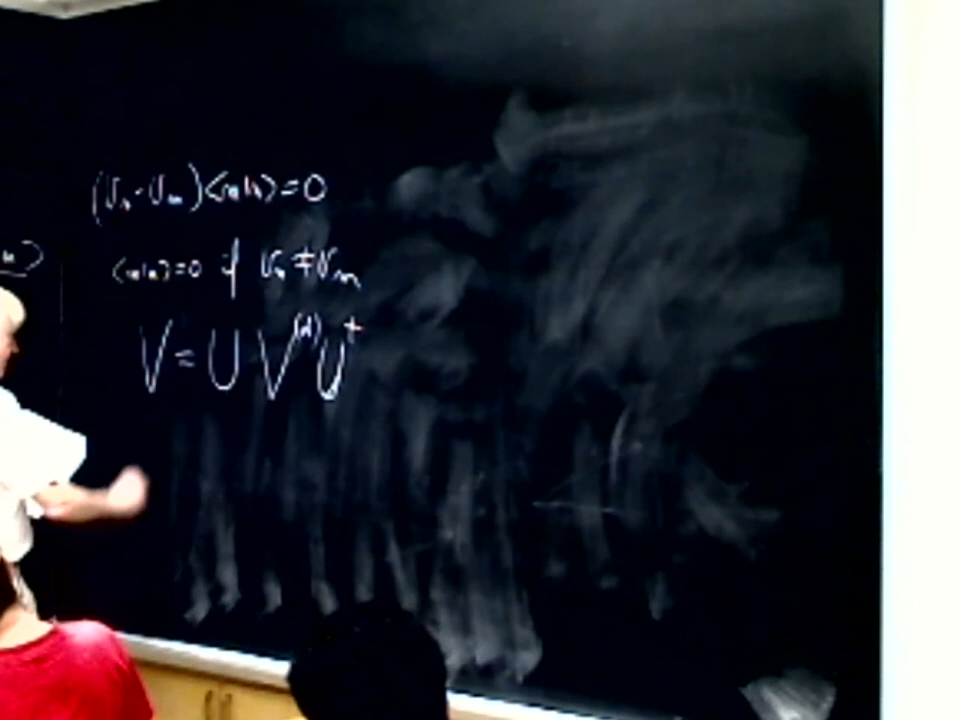 (v_n - v_m)<m|n> = 0
<m|n> = 0 if v_n ≠ v_m
V = U V^(d) U^†